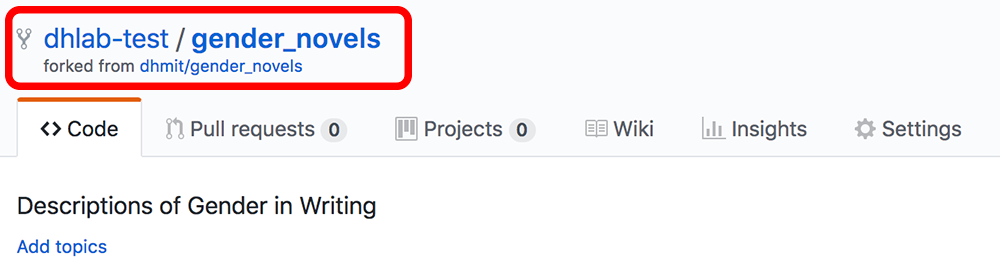 dhlab-test / gender_novels
forked from dhmit/gender_novels
<> Code Pull requests 0 Projects 0 Wiki Insights Settings
Descriptions of Gender in Writing
Add topics